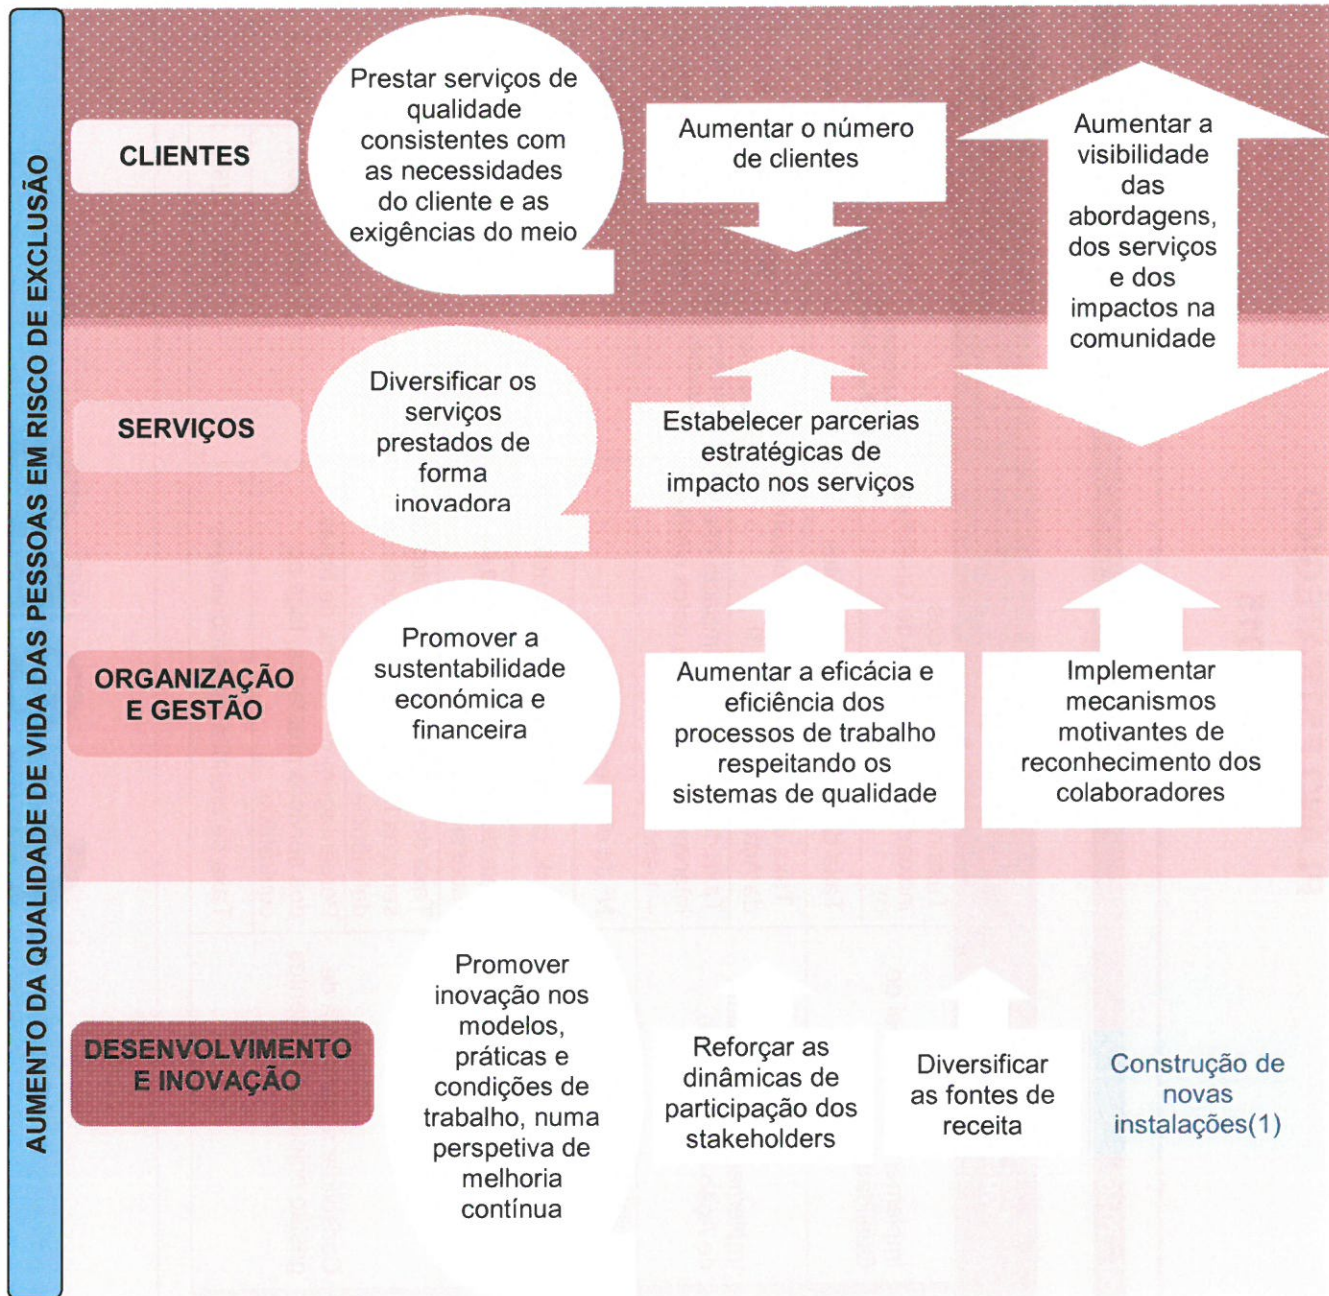 AUMENTO DA QUALIDADE DE VIDA DAS PESSOAS EM RISCO DE EXCLUSÃO
CLIENTES
Prestar serviços de
qualidade
consistentes com
as necessidades
do cliente e as
exigências do meio
Aumentar o número
de clientes
Aumentar a
visibilidade
das
abordagens,
dos serviços
e dos
impactos na
comunidade
SERVIÇOS
Diversificar os
serviços
prestados de
forma
inovadora
Estabelecer parcerias
estratégicas de
impacto nos serviços
ORGANIZAÇÃO
E GESTÃO
Promover a
sustentabilidade
económica e
financeira
Aumentar a eficácia e
eficiência dos
processos de trabalho
respeitando os
sistemas de qualidade
Implementar
mecanismos
motivantes de
reconhecimento dos
colaboradores
DESENVOLVIMENTO
E INOVAÇÃO
Promover
inovação nos
modelos,
práticas e
condições de
trabalho, numa
perspetiva de
melhoria
contínua
Reforçar as
dinâmicas de
participação dos
stakeholders
Diversificar
as fontes de
receita
Construção de
novas
instalações(1)